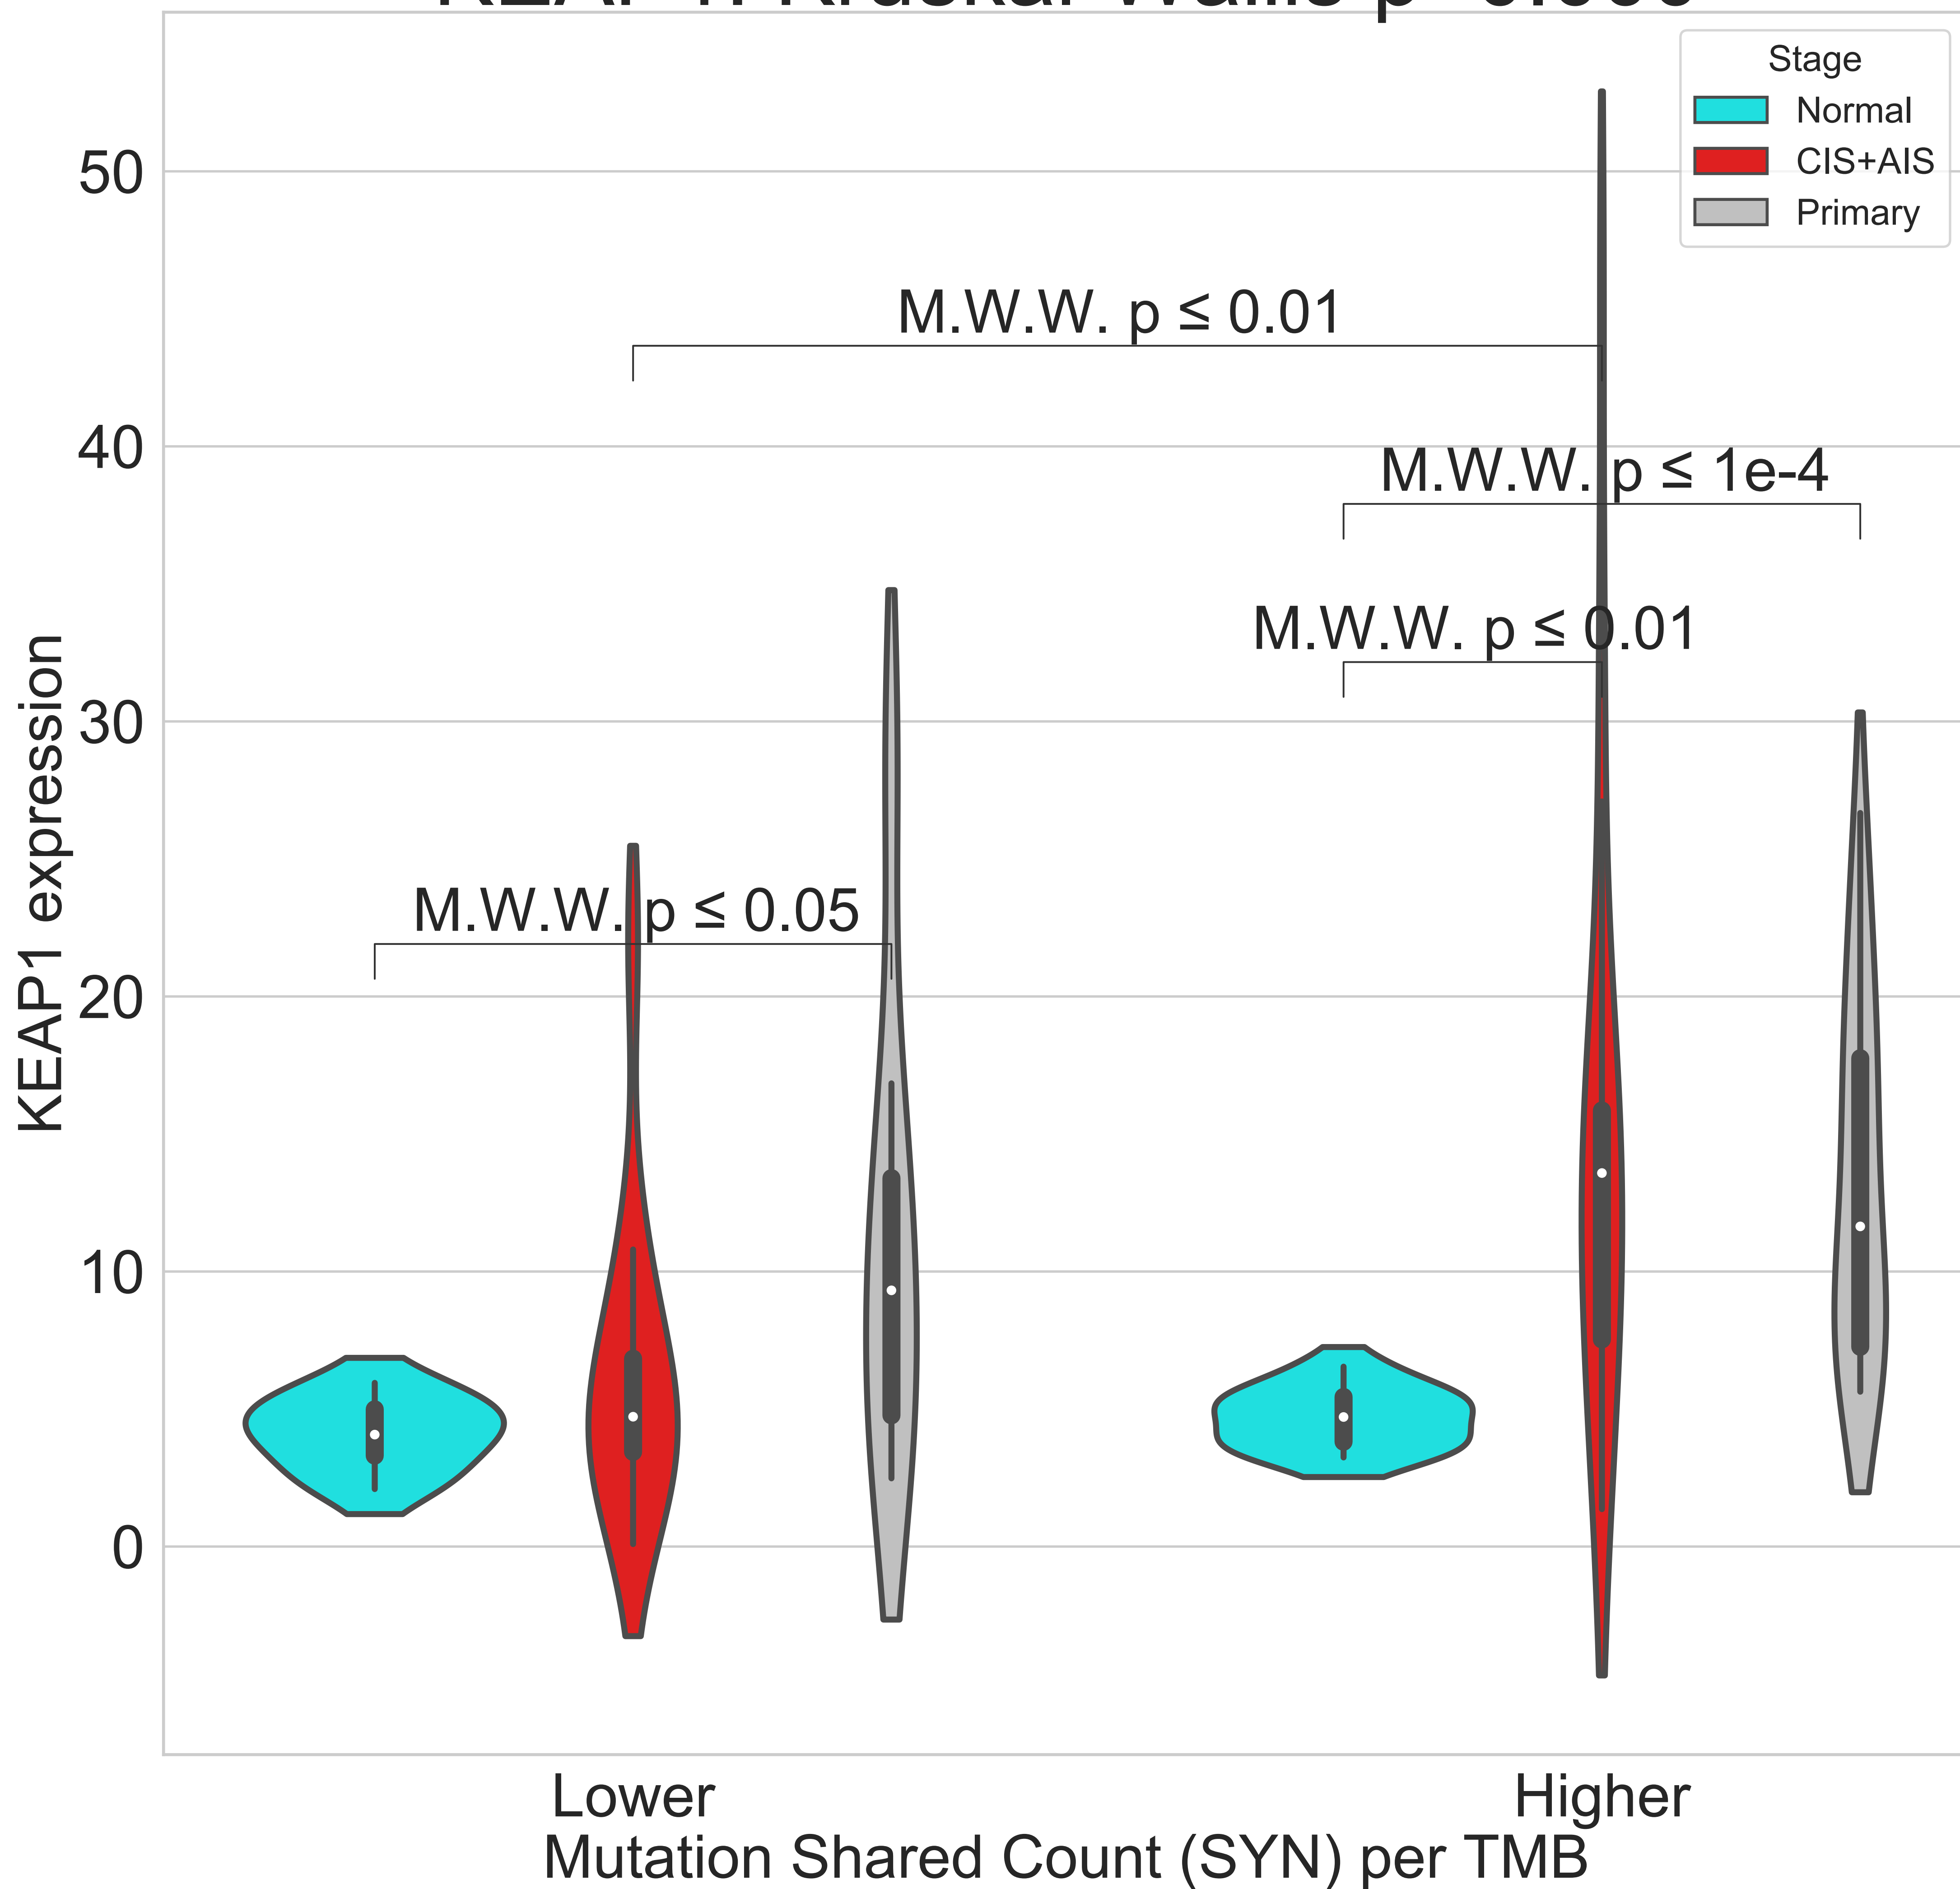 Stage
Normal
CIS+AIS
Primary
50
40
30
20
10
0
KEAP1 expression
M.W.W. p ≤ 0.01
M.W.W. p ≤ 1e-4
M.W.W. p ≤ 0.01
M.W.W. p ≤ 0.05
Lower
Higher
Mutation Shared Count (SYN) per TMB